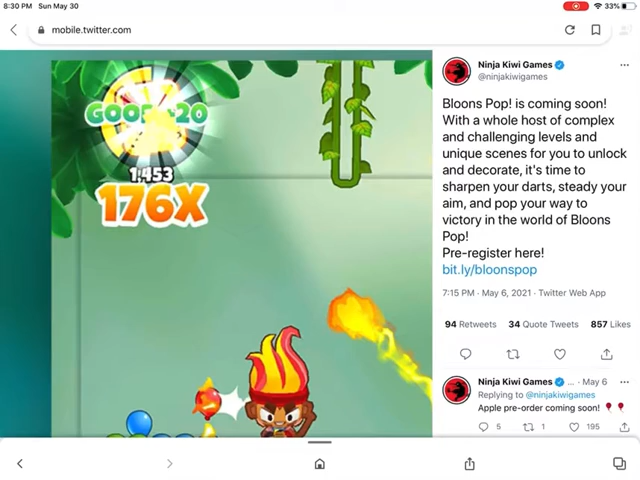 8:30 PM Sun May 30
33%
mobile.twitter.com
GOOD +20
1,453
176X
Ninja Kiwi Games
@ninjakiwigames
Bloons Pop! is coming soon!
With a whole host of complex
and challenging levels and
unique scenes for you to unlock
and decorate, it's time to
sharpen your darts, steady your
aim, and pop your way to
victory in the world of Bloons
Pop!
Pre-register here!
bit.ly/bloonspop
7:15 PM · May 6, 2021 · Twitter Web App
94 Retweets 34 Quote Tweets 857 Likes
Ninja Kiwi Games ... · May 6
Replying to @ninjakiwigames
Apple pre-order coming soon!
5 1 195